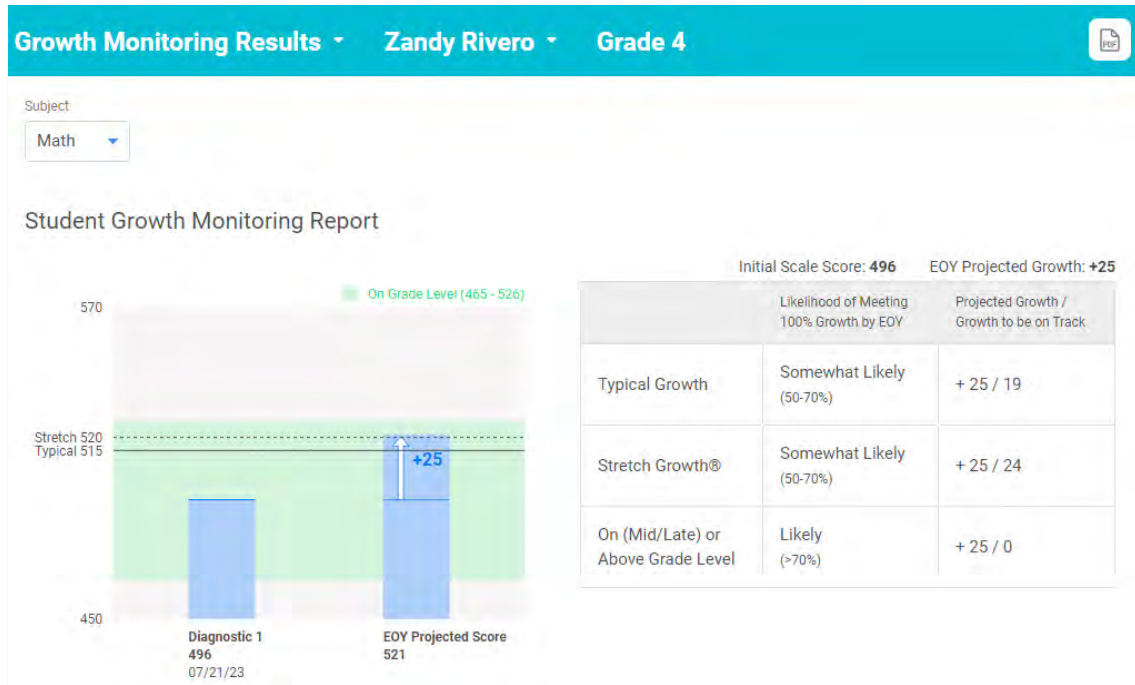 Growth Monitoring Results Zandy Rivero Grade 4
PDF
Subject
Math
Student Growth Monitoring Report
Initial Scale Score: 496 EOY Projected Growth: +25
On Grade Level (465 - 526)
570
Stretch 520
Typical 515
+25
450
Diagnostic 1
496
07/21/23
EOY Projected Score
521
Likelihood of Meeting
100% Growth by EOY
Projected Growth /
Growth to be on Track
Typical Growth
Somewhat Likely
(50-70%)
+ 25 / 19
Stretch Growth®
Somewhat Likely
(50-70%)
+ 25 / 24
On (Mid/Late) or
Above Grade Level
Likely
(>70%)
+ 25 / 0